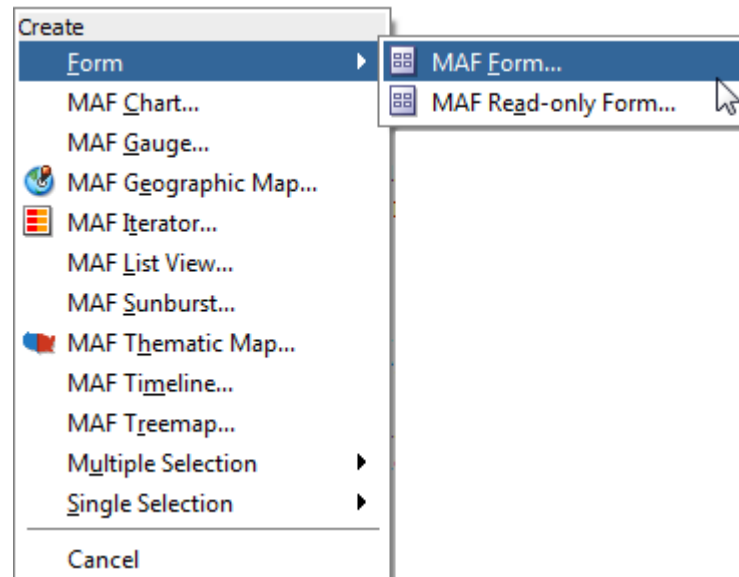 Create
Form
MAF Form...
MAF Chart...
MAF Read-only Form...
MAF Gauge...
MAF Geographic Map...
MAF Iterator...
MAF List View...
MAF Sunburst...
MAF Thematic Map...
MAF Timeline...
MAF Treemap...
Multiple Selection
Single Selection
Cancel